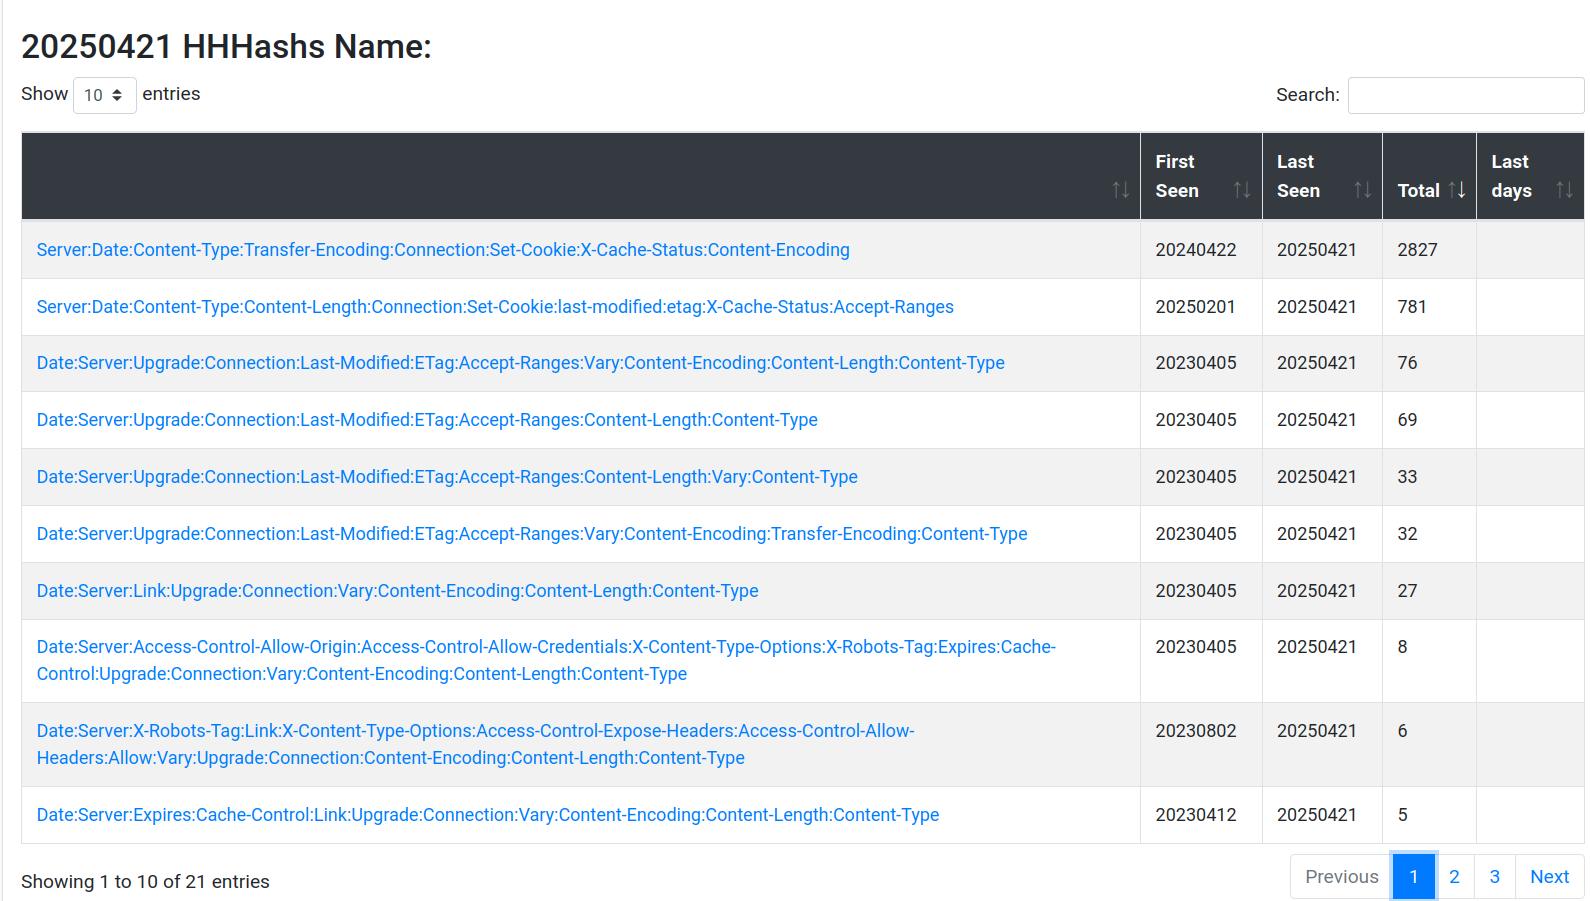 20250421 HHHashs Name:
Show 10 entries
Search:
First Seen
Last Seen
Total
Last days
Server:Date:Content-Type:Transfer-Encoding:Connection:Set-Cookie:X-Cache-Status:Content-Encoding 20240422 20250421 2827
Server:Date:Content-Type:Content-Length:Connection:Set-Cookie:last-modified:etag:X-Cache-Status:Accept-Ranges 20250201 20250421 781
Date:Server:Upgrade:Connection:Last-Modified:ETag:Accept-Ranges:Vary:Content-Encoding:Content-Length:Content-Type 20230405 20250421 76
Date:Server:Upgrade:Connection:Last-Modified:ETag:Accept-Ranges:Content-Length:Content-Type 20230405 20250421 69
Date:Server:Upgrade:Connection:Last-Modified:ETag:Accept-Ranges:Content-Length:Vary:Content-Type 20230405 20250421 33
Date:Server:Upgrade:Connection:Last-Modified:ETag:Accept-Ranges:Vary:Content-Encoding:Transfer-Encoding:Content-Type 20230405 20250421 32
Date:Server:Link:Upgrade:Connection:Vary:Content-Encoding:Content-Length:Content-Type 20230405 20250421 27
Date:Server:Access-Control-Allow-Origin:Access-Control-Allow-Credentials:X-Content-Type-Options:X-Robots-Tag:Expires:Cache- 20230405 20250421 8
Control:Upgrade:Connection:Vary:Content-Encoding:Content-Length:Content-Type
Date:Server:X-Robots-Tag:Link:X-Content-Type-Options:Access-Control-Expose-Headers:Access-Control-Allow- 20230802 20250421 6
Headers:Allow:Vary:Upgrade:Connection:Content-Encoding:Content-Length:Content-Type
Date:Server:Expires:Cache-Control:Link:Upgrade:Connection:Vary:Content-Encoding:Content-Length:Content-Type 20230412 20250421 5
Showing 1 to 10 of 21 entries
Previous 1 2 3 Next